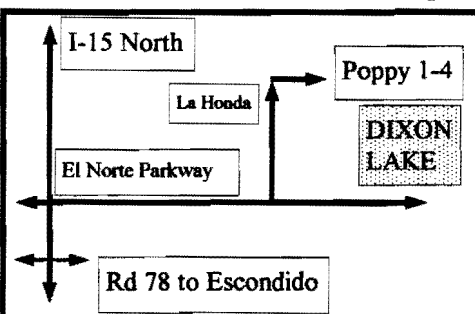 I-15 North
Poppy 1-4
La Honda
DIXON
LAKE
El Norte Parkway
Rd 78 to Escondido